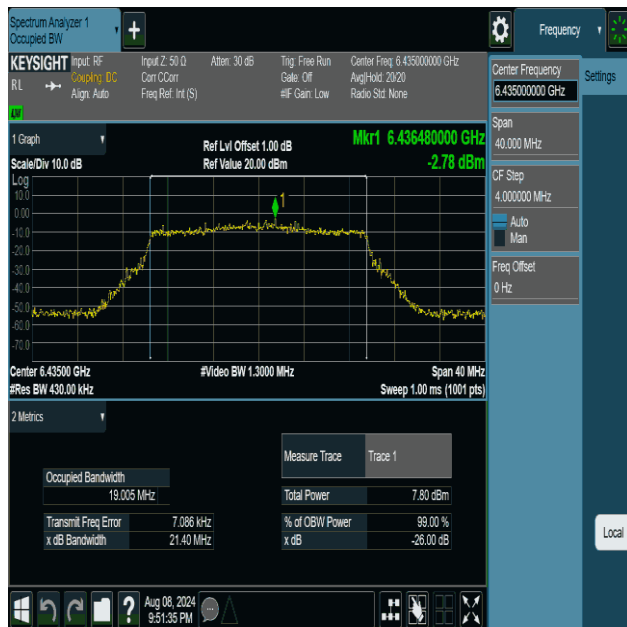 Spectrum Analyzer 1
Occupied BW
Frequency
KEYSIGHT
RL
Input: RF
Coupling: DC
Align: Auto
Input Z: 50 Ω
Corr CCorr
Freq Ref: Int (S)
Atten: 30 dB
Trig: Free Run
Gate: Off
#IF Gain: Low
Center Freq: 6.435000000 GHz
Avg|Hold: 20/20
Radio Std: None
Center Frequency
6.435000000 GHz
Settings
Span
40.000 MHz
CF Step
4.000000 MHz
Auto
Man
Freq Offset
0 Hz
1 Graph
Scale/Div 10.0 dB
Ref Lvl Offset 1.00 dB
Ref Value 20.00 dBm
Mkr1 6.436480000 GHz
-2.78 dBm
Log
10.0
0.00
-10.0
-20.0
-30.0
-40.0
-50.0
-60.0
-70.0
1
Center 6.43500 GHz
#Res BW 430.00 kHz
#Video BW 1.3000 MHz
Span 40 MHz
Sweep 1.00 ms (1001 pts)
2 Metrics
Measure Trace Trace 1
Occupied Bandwidth
19.005 MHz
Total Power 7.80 dBm
Transmit Freq Error 7.086 kHz
% of OBW Power 99.00 %
x dB Bandwidth 21.40 MHz
x dB -26.00 dB
Local
Aug 08, 2024
9:51:35 PM